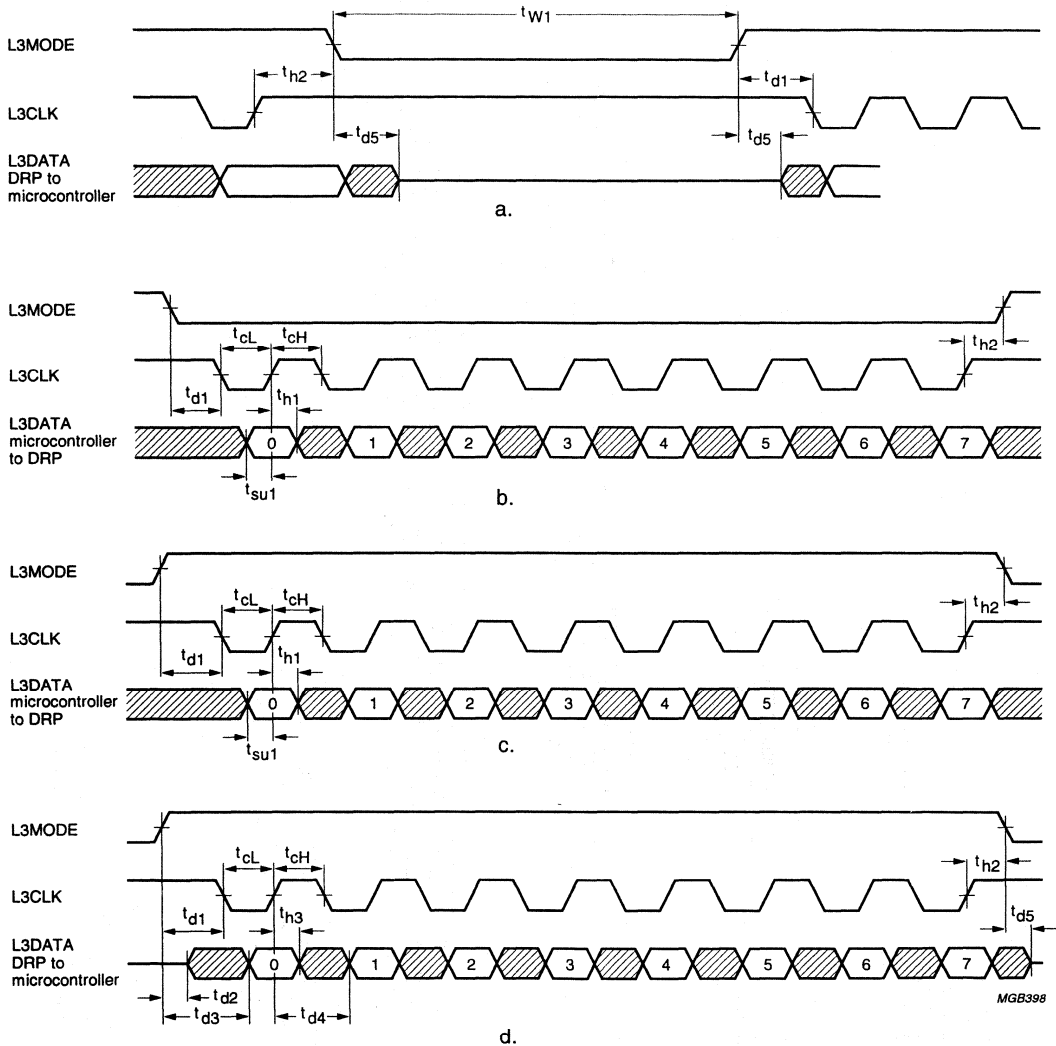 tW1
L3MODE
th2
td1
L3CLK
td5
td5
L3DATA
DRP to
microcontroller
a.
L3MODE
tcL
tcH
th2
L3CLK
td1
th1
L3DATA
microcontroller
to DRP
0 1 2 3 4 5 6 7
tsu1
b.
L3MODE
tcL
tcH
th2
L3CLK
td1
th1
L3DATA
microcontroller
to DRP
0 1 2 3 4 5 6 7
tsu1
c.
L3MODE
tcL
tcH
th2
L3CLK
td1
th3
td5
L3DATA
DRP to
microcontroller
0 1 2 3 4 5 6 7
td2
td3
td4
MGB398
d.